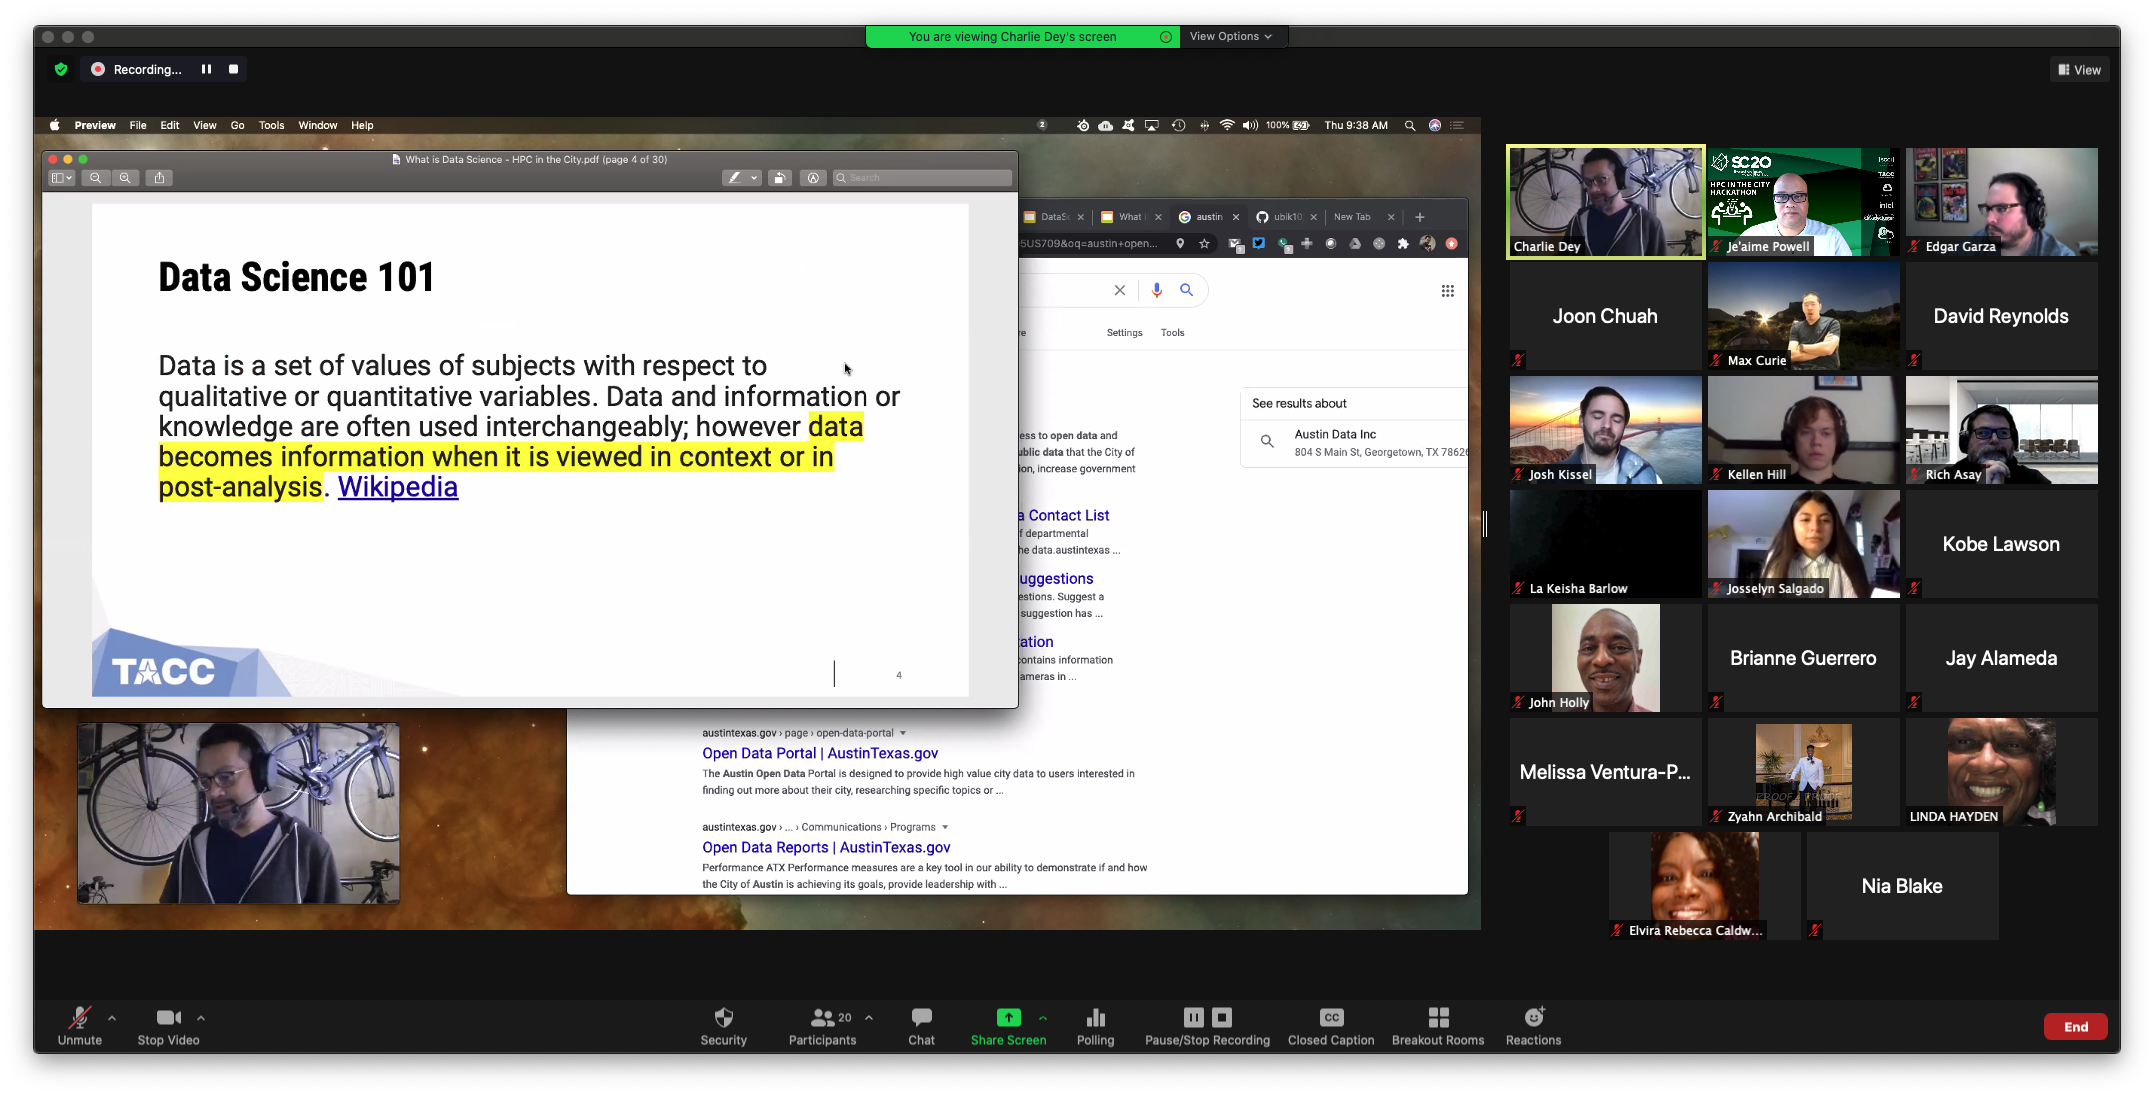 You are viewing Charlie Dey's screen
View Options
Recording...
View
Preview File Edit View Go Tools Window Help
2
100%
Thu 9:38 AM
What is Data Science - HPC in the City.pdf (page 4 of 30)
Search
Data Science 101
Data is a set of values of subjects with respect to
qualitative or quantitative variables. Data and information or
knowledge are often used interchangeably; however data
becomes information when it is viewed in context or in
post-analysis. Wikipedia
TACC
4
DataSc
What i
austin
ubik10
New Tab
5US709&oq=austin+open...
re
Settings
Tools
See results about
Austin Data Inc
804 S Main St, Georgetown, TX 78626
ess to open data and
ublic data that the City of
ion, increase government
a Contact List
f departmental
he data.austintexas ...
uggestions
estions. Suggest a
suggestion has ...
tation
contains information
ameras in ...
austintexas.gov › page › open-data-portal
Open Data Portal | AustinTexas.gov
The Austin Open Data Portal is designed to provide high value city data to users interested in
finding out more about their city, researching specific topics or ...
austintexas.gov › ... › Communications › Programs
Open Data Reports | AustinTexas.gov
Performance ATX Performance measures are a key tool in our ability to demonstrate if and how
the City of Austin is achieving its goals, provide leadership with ...
Charlie Dey
SC20
HPC IN THE CITY
HACKATHON
TACC
intel
Je'aime Powell
Edgar Garza
Joon Chuah
Max Curie
David Reynolds
Josh Kissel
Kellen Hill
Rich Asay
La Keisha Barlow
Josselyn Salgado
Kobe Lawson
John Holly
Brianne Guerrero
Jay Alameda
Melissa Ventura-P...
PROOF PROOF
Zyahn Archibald
LINDA HAYDEN
Elvira Rebecca Caldw...
Nia Blake
Unmute
Stop Video
Security
20
Participants
Chat
Share Screen
Polling
Pause/Stop Recording
CC
Closed Caption
Breakout Rooms
Reactions
End